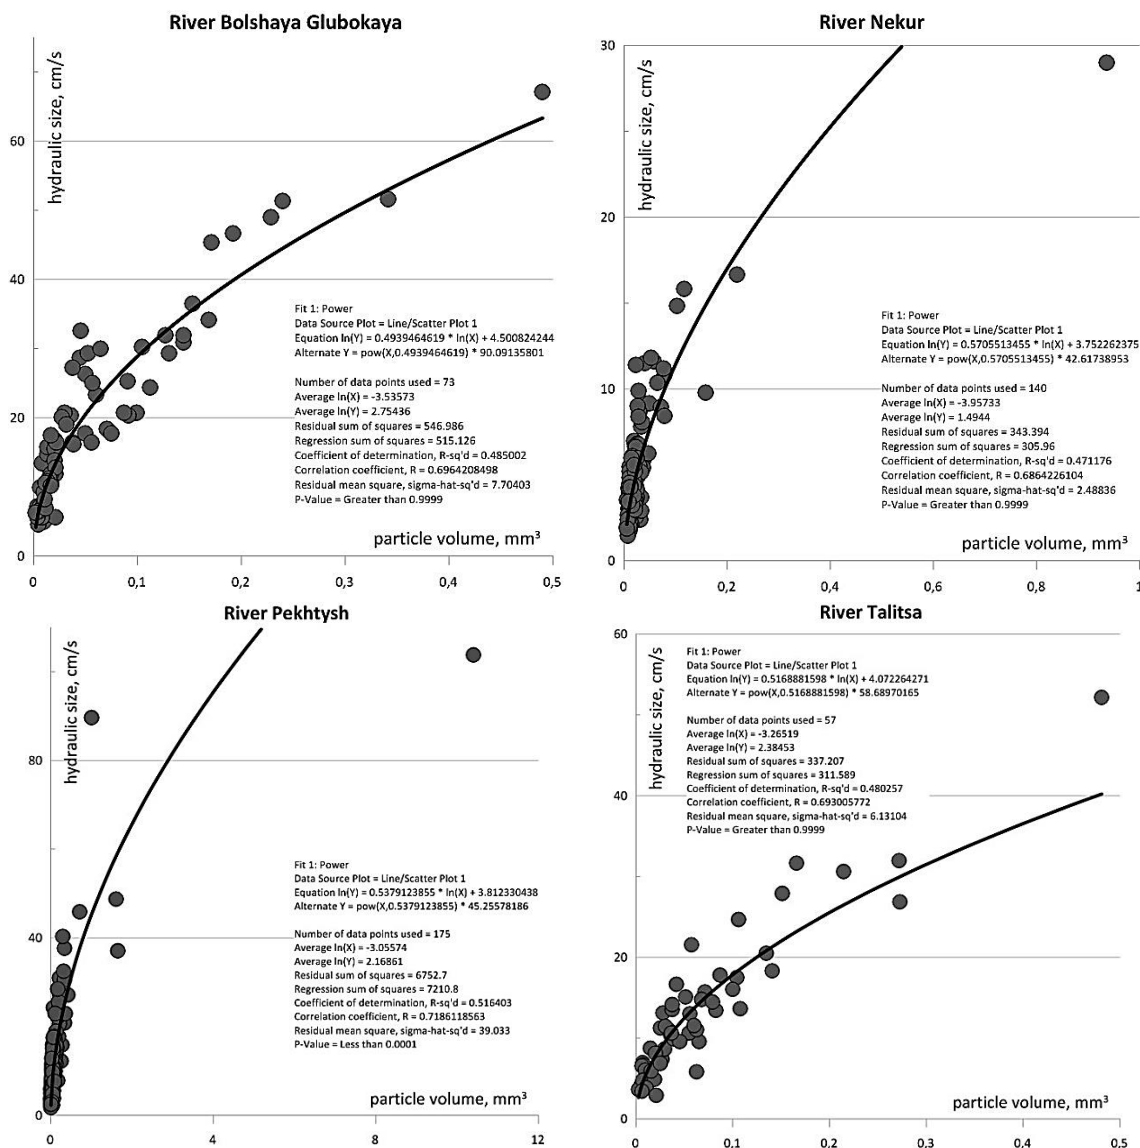 River Bolshaya Glubokaya
hydraulic size, cm/s
60
40
20
0
Fit 1: Power
Data Source Plot = Line/Scatter Plot 1
Equation ln(Y) = 0.4939464619 * ln(X) + 4.500824244
Alternate Y = pow(X,0.4939464619) * 90.09135801
Number of data points used = 73
Average ln(X) = -3.53573
Average ln(Y) = 2.75436
Residual sum of squares = 546.986
Regression sum of squares = 515.126
Coefficient of determination, R-sq'd = 0.485002
Correlation coefficient, R = 0.6964208498
Residual mean square, sigma-hat-sq'd = 7.70403
P-Value = Greater than 0.9999
particle volume, mm³
0 0,1 0,2 0,3 0,4 0,5
River Nekur
hydraulic size, cm/s
30
20
10
0
Fit 1: Power
Data Source Plot = Line/Scatter Plot 1
Equation ln(Y) = 0.5705513455 * ln(X) + 3.752262375
Alternate Y = pow(X,0.5705513455) * 42.61738953
Number of data points used = 140
Average ln(X) = -3.95733
Average ln(Y) = 1.4944
Residual sum of squares = 343.394
Regression sum of squares = 305.96
Coefficient of determination, R-sq'd = 0.471176
Correlation coefficient, R = 0.6864226104
Residual mean square, sigma-hat-sq'd = 2.48836
P-Value = Greater than 0.9999
particle volume, mm³
0 0,2 0,4 0,6 0,8 1
River Pekhtysh
hydraulic size, cm/s
80
40
0
Fit 1: Power
Data Source Plot = Line/Scatter Plot 1
Equation ln(Y) = 0.5379123855 * ln(X) + 3.812330438
Alternate Y = pow(X,0.5379123855) * 45.25578186
Number of data points used = 175
Average ln(X) = -3.05574
Average ln(Y) = 2.16861
Residual sum of squares = 6752.7
Regression sum of squares = 7210.8
Coefficient of determination, R-sq'd = 0.516403
Correlation coefficient, R = 0.7186118563
Residual mean square, sigma-hat-sq'd = 39.033
P-Value = Less than 0.0001
particle volume, mm³
0 4 8 12
River Talitsa
hydraulic size, cm/s
60
40
20
0
Fit 1: Power
Data Source Plot = Line/Scatter Plot 1
Equation ln(Y) = 0.5168881598 * ln(X) + 4.072264271
Alternate Y = pow(X,0.5168881598) * 58.68970165
Number of data points used = 57
Average ln(X) = -3.26519
Average ln(Y) = 2.38453
Residual sum of squares = 337.207
Regression sum of squares = 311.589
Coefficient of determination, R-sq'd = 0.480257
Correlation coefficient, R = 0.693005772
Residual mean square, sigma-hat-sq'd = 6.13104
P-Value = Greater than 0.9999
particle volume, mm³
0 0,1 0,2 0,3 0,4 0,5